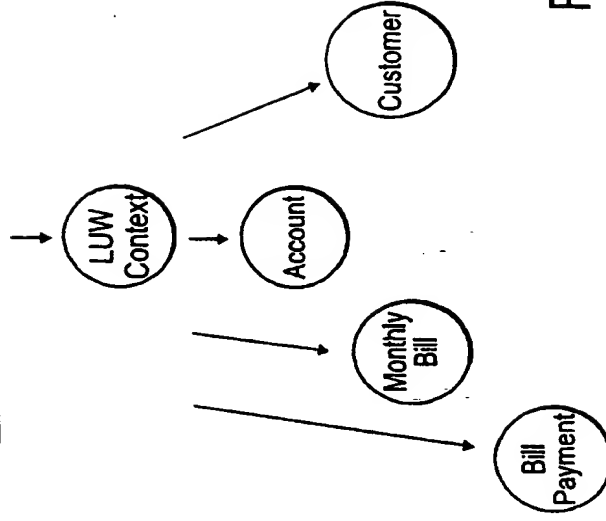 LUW
Context
Account
Customer
Monthly
Bill
Bill
Payment